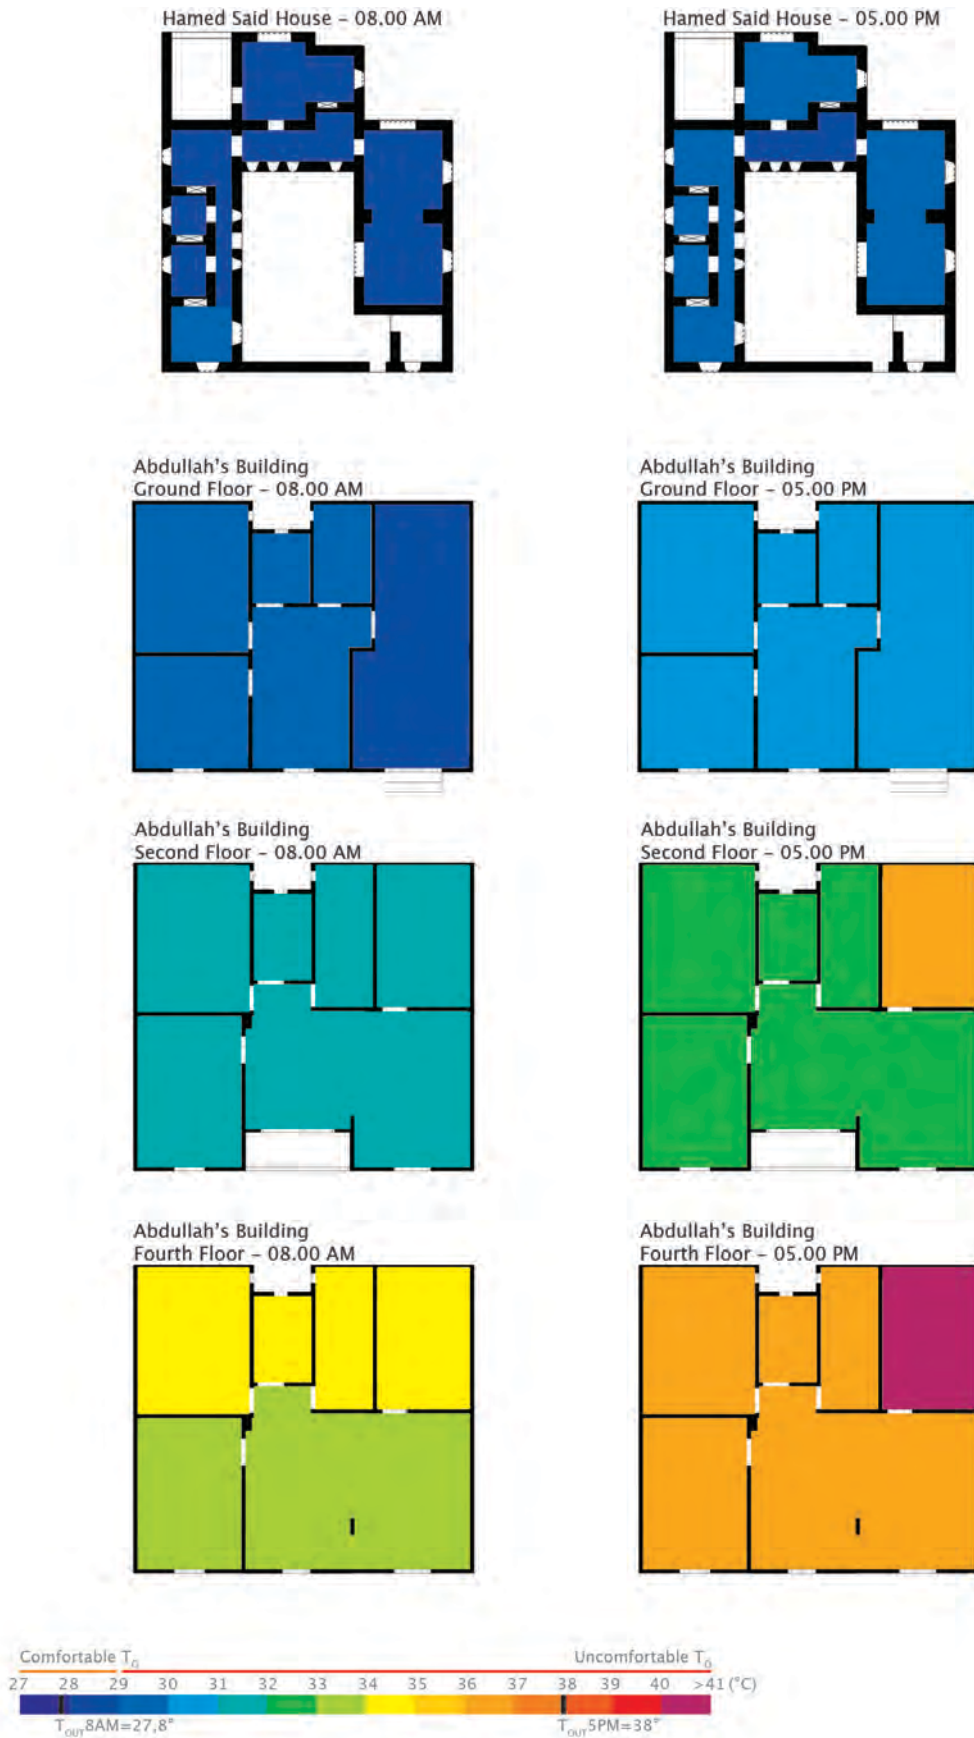 Hamed Said House – 08.00 AM
Hamed Said House – 05.00 PM
Abdullah's Building
Ground Floor – 08.00 AM
Abdullah's Building
Ground Floor – 05.00 PM
Abdullah's Building
Second Floor – 08.00 AM
Abdullah's Building
Second Floor – 05.00 PM
Abdullah's Building
Fourth Floor – 08.00 AM
Abdullah's Building
Fourth Floor – 05.00 PM
Comfortable T₀ Uncomfortable T₀
27 28 29 30 31 32 33 34 35 36 37 38 39 40 >41 (°C)
T_OUT 8AM=27,8° T_OUT 5PM=38°